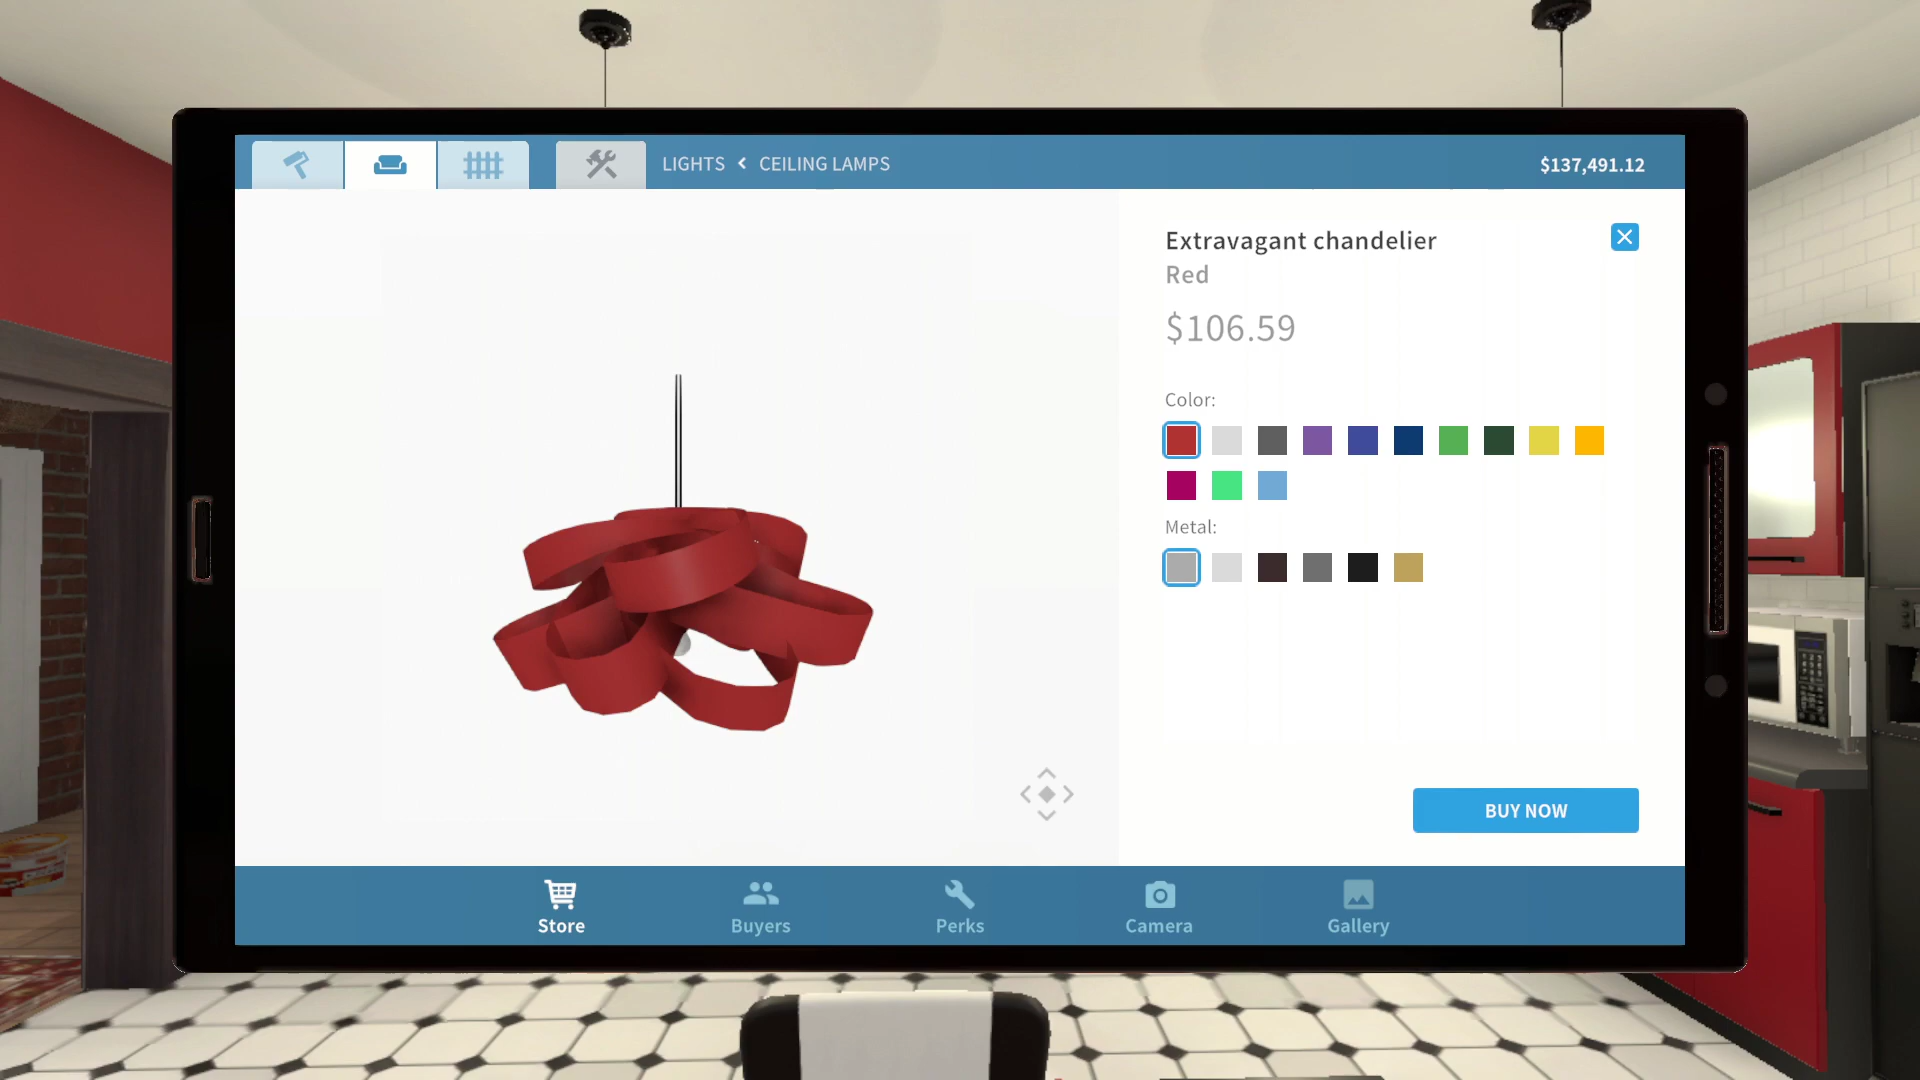 LIGHTS < CEILING LAMPS
$137,491.12
Extravagant chandelier
Red
$106.59
Color:
Metal:
BUY NOW
Store
Buyers
Perks
Camera
Gallery